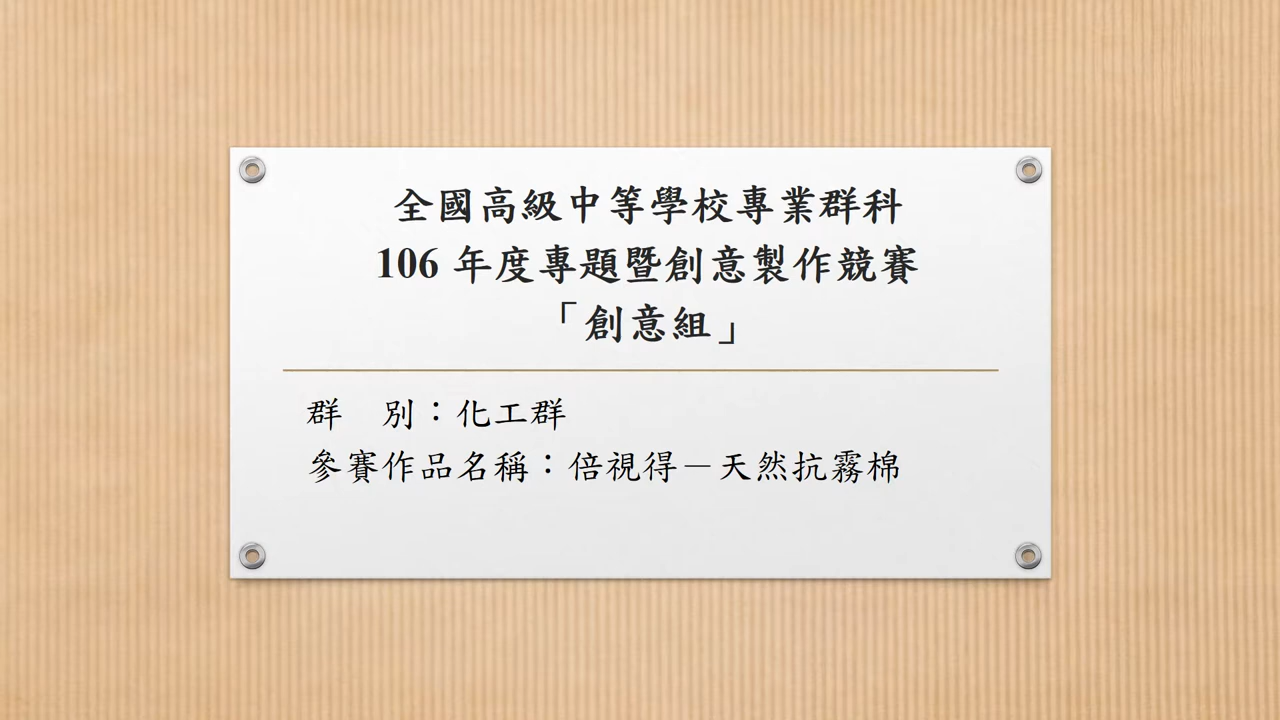 全國高級中等學校專業群科
106 年度專題暨創意製作競賽
「創意組」
群　別：化工群
參賽作品名稱：倍視得－天然抗霧棉